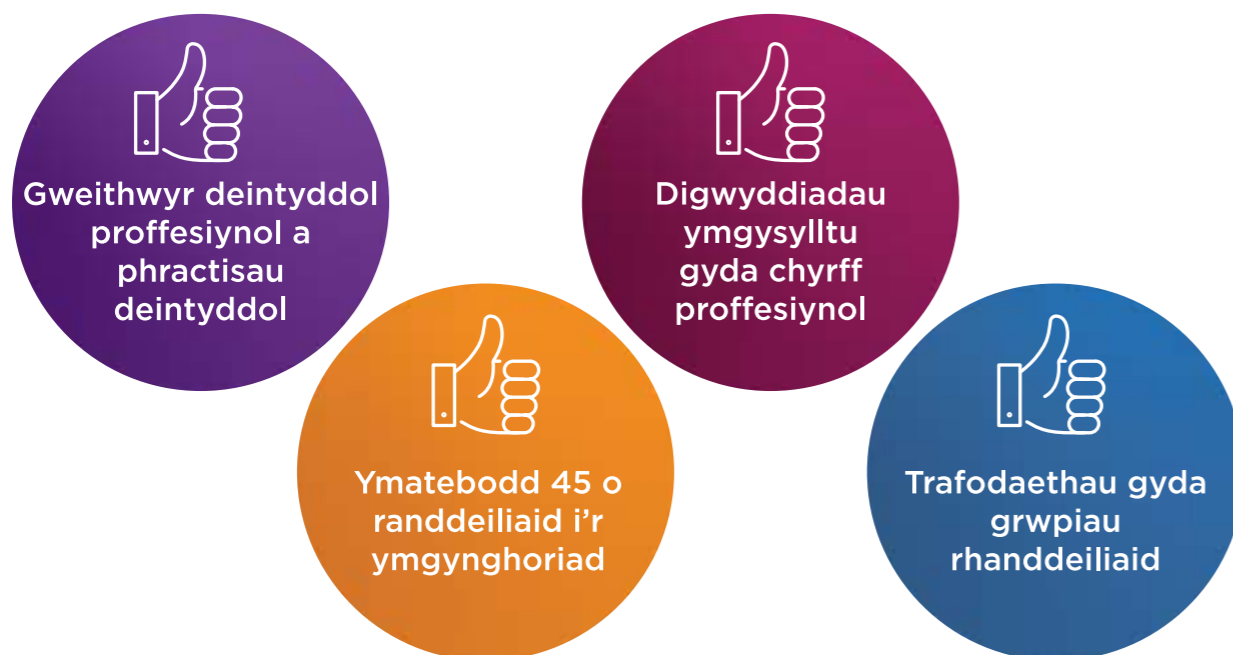 Gweithwyr deintyddol
proffesiynol a
phractisau
deintyddol
Ymatebodd 45 o
randdeiliaid i’r
ymgynghoriad
Digwyddiadau
ymgysylltu
gyda chyrff
proffesiynol
Trafodaethau gyda
grwpiau
rhanddeiliaid